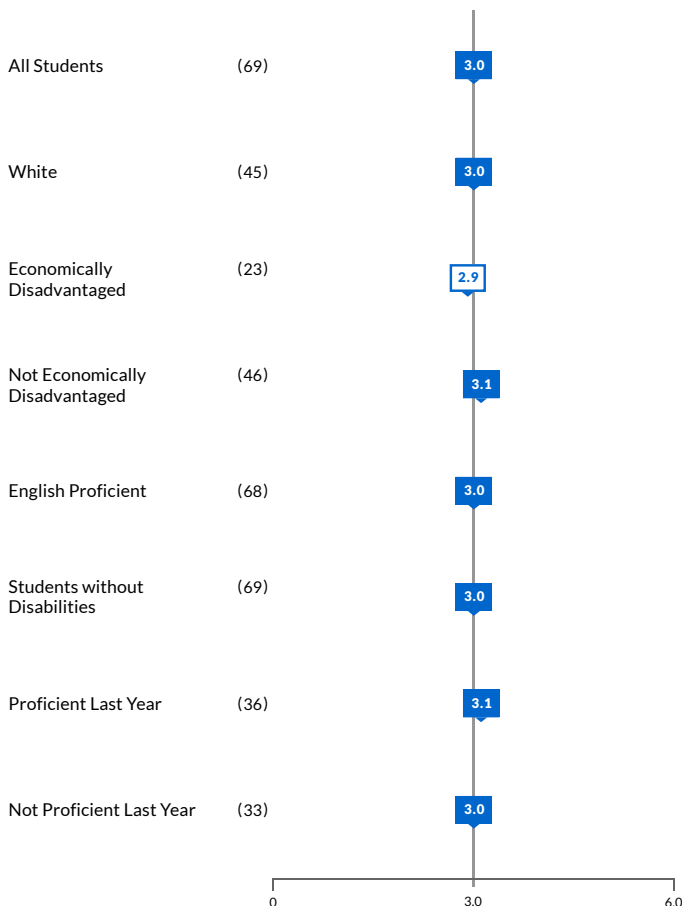 All Students (69) 3.0
White (45) 3.0
Economically (23)
Disadvantaged 2.9
Not Economically (46)
Disadvantaged 3.1
English Proficient (68) 3.0
Students without (69)
Disabilities 3.0
Proficient Last Year (36) 3.1
Not Proficient Last Year (33) 3.0
0 3.0 6.0